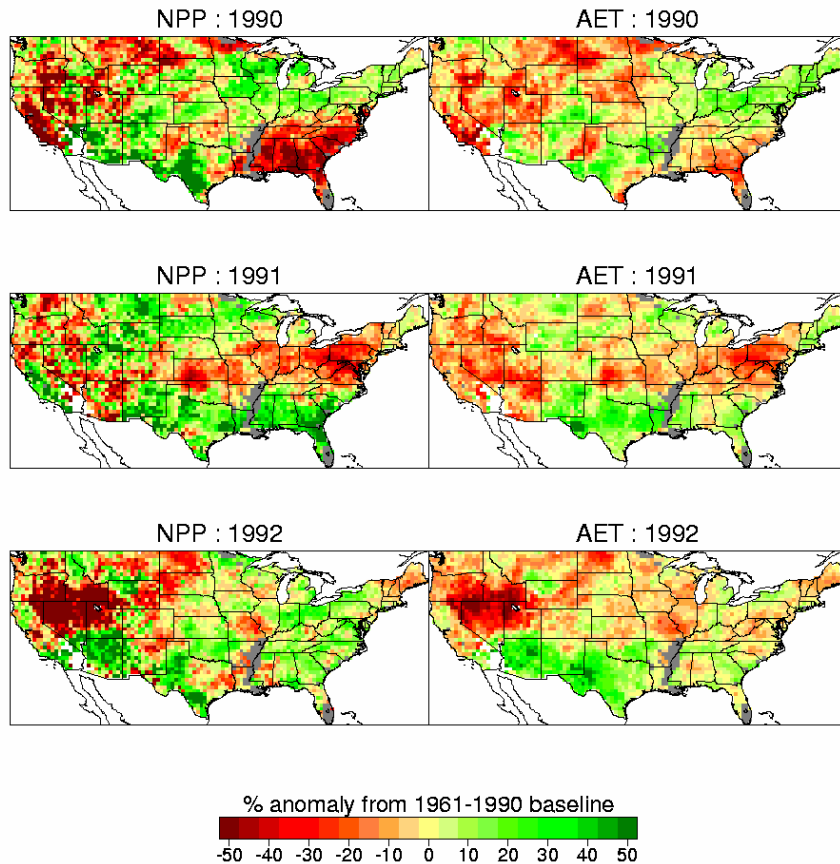 NPP : 1990 AET : 1990
NPP : 1991 AET : 1991
NPP : 1992 AET : 1992
% anomaly from 1961-1990 baseline
-50 -40 -30 -20 -10 0 10 20 30 40 50